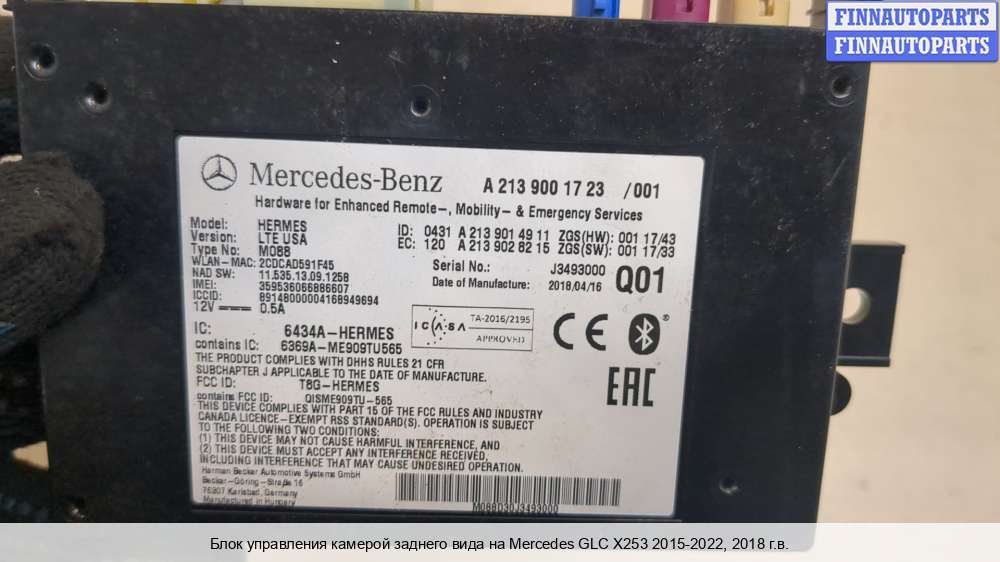 FINNAUTOPARTS
FINNAUTOPARTS
Mercedes-Benz A 213 900 17 23 /001
Hardware for Enhanced Remote-, Mobility- & Emergency Services
Model: HERMES
Version: LTE USA
Type No: M088
WLAN-MAC: 2CDCAD591F45
NAD SW: 11.535.13.09.1258
IMEI: 359536066886607
ICCID: 89148000004168949694
12V 0.5A
ID: 0431 A 213 901 49 11 ZGS(HW): 001 17/43
EC: 120 A 213 902 82 15 ZGS(SW): 001 17/33
Serial No.: J3493000
Date of Manufacture: 2018/04/16
Q01
ICASA TA-2016/2195
APPROVED
CE
EAC
IC: 6434A-HERMES
contains IC: 6369A-ME909TU565
THE PRODUCT COMPLIES WITH DHHS RULES 21 CFR
SUBCHAPTER J APPLICABLE TO THE DATE OF MANUFACTURE.
FCC ID: T8G-HERMES
contains FCC ID: QISME909TU-565
THIS DEVICE COMPLIES WITH PART 15 OF THE FCC RULES AND INDUSTRY
CANADA LICENCE-EXEMPT RSS STANDARD(S). OPERATION IS SUBJECT
TO THE FOLLOWING TWO CONDITIONS:
(1) THIS DEVICE MAY NOT CAUSE HARMFUL INTERFERENCE, AND
(2) THIS DEVICE MUST ACCEPT ANY INTERFERENCE RECEIVED,
INCLUDING INTERFERENCE THAT MAY CAUSE UNDESIRED OPERATION.
Harman Becker Automotive Systems GmbH
Becker-Göring-Straße 16
76307 Karlsbad, Germany
Manufactured in Hungary
M088D30J3493000
Блок управления камерой заднего вида на Mercedes GLC X253 2015-2022, 2018 г.в.